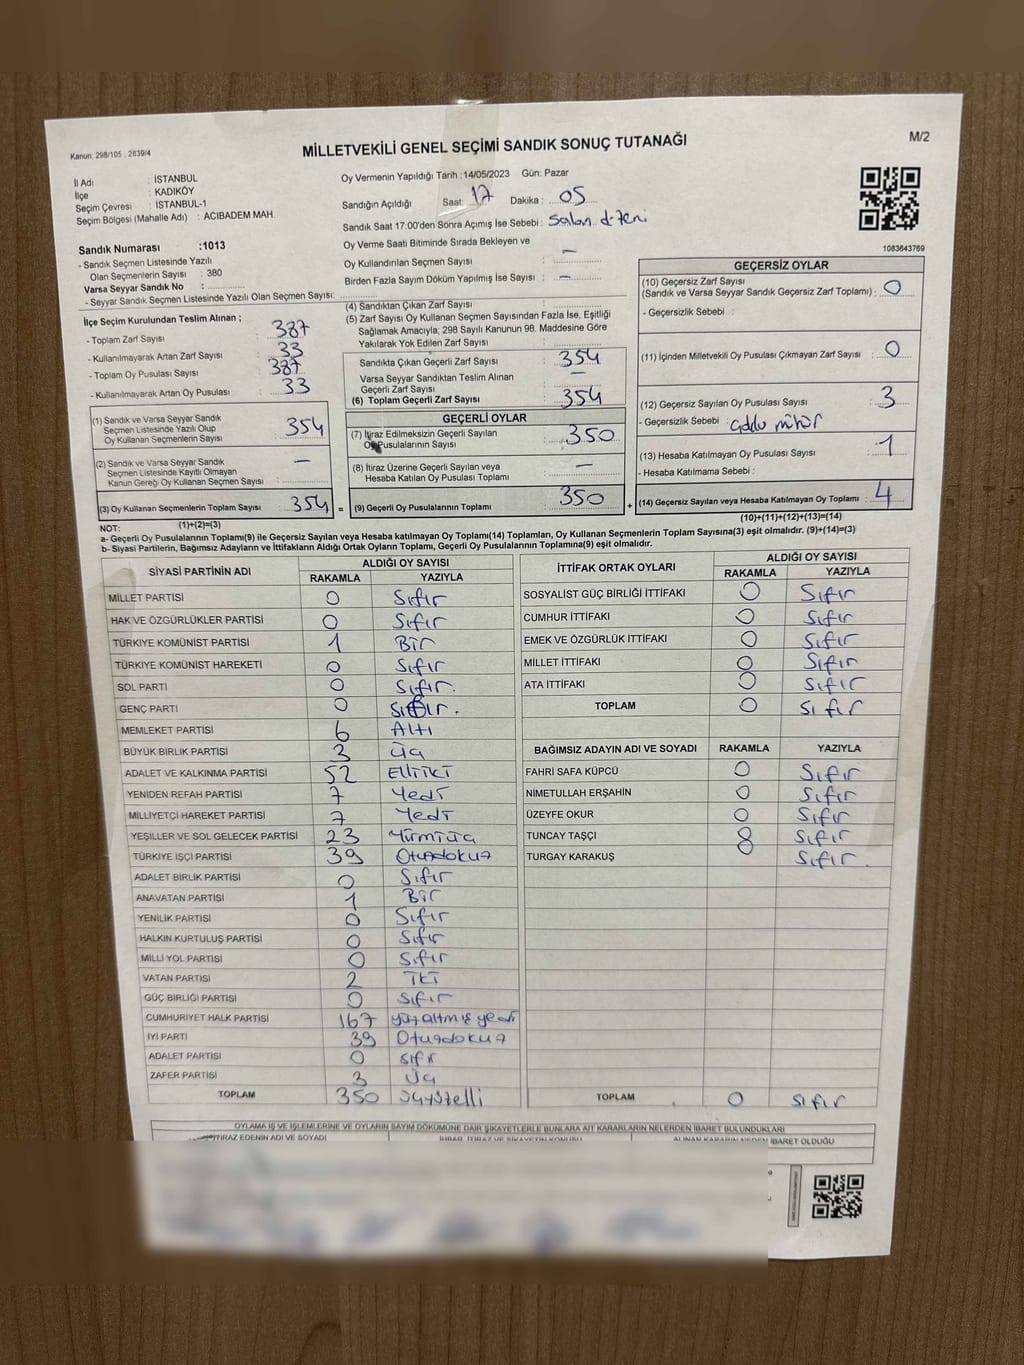 Kanun: 298/105 , 2839/4
MİLLETVEKİLİ GENEL SEÇİMİ SANDIK SONUÇ TUTANAĞI
M/2
İl Adı : İSTANBUL
İlçe : KADIKÖY
Seçim Çevresi : İSTANBUL-1
Seçim Bölgesi (Mahalle Adı) : ACIBADEM MAH.
Oy Vermenin Yapıldığı Tarih :14/05/2023 Gün: Pazar
Sandığın Açıldığı Saat: 17 Dakika : 05
Sandık Saat 17:00'den Sonra Açımış İse Sebebi: Salon
Sandık Numarası :1013
- Sandık Seçmen Listesinde Yazılı
Olan Seçmenlerin Sayısı : 380
Varsa Seyyar Sandık No :
- Seyyar Sandık Seçmen Listesinde Yazılı Olan Seçmen Sayısı:
Oy Verme Saati Bitiminde Sırada Bekleyen ve
Oy Kullandırılan Seçmen Sayısı : —
Birden Fazla Sayım Döküm Yapılmış İse Sayısı : —
1083643769
İlçe Seçim Kurulundan Teslim Alınan ;
- Toplam Zarf Sayısı : 387
- Kullanılmayarak Artan Zarf Sayısı : 33
- Toplam Oy Pusulası Sayısı : 387
- Kullanılmayarak Artan Oy Pusulası : 33
(1) Sandık ve Varsa Seyyar Sandık
Seçmen Listesinde Yazılı Olup
Oy Kullanan Seçmenlerin Sayısı : 354
(2) Sandık ve Varsa Seyyar Sandık
Seçmen Listesinde Kayıtlı Olmayan
Kanun Gereği Oy Kullanan Seçmen Sayısı : —
(3) Oy Kullanan Seçmenlerin Toplam Sayısı : 354 =
(1)+(2)=(3)
(4) Sandıktan Çıkan Zarf Sayısı :
(5) Zarf Sayısı Oy Kullanan Seçmen Sayısından Fazla İse, Eşitliği
Sağlamak Amacıyla; 298 Sayılı Kanunun 98. Maddesine Göre
Yakılarak Yok Edilen Zarf Sayısı :
Sandıkta Çıkan Geçerli Zarf Sayısı : 354
Varsa Seyyar Sandıktan Teslim Alınan
Geçerli Zarf Sayısı : —
(6) Toplam Geçerli Zarf Sayısı : 354
GEÇERLİ OYLAR
(7) İtiraz Edilmeksizin Geçerli Sayılan
Oy Pusulalarının Sayısı : 350
(8) İtiraz Üzerine Geçerli Sayılan veya
Hesaba Katılan Oy Pusulası Toplamı : —
(9) Geçerli Oy Pusulalarının Toplamı : 350 +
GEÇERSİZ OYLAR
(10) Geçersiz Zarf Sayısı
(Sandık ve Varsa Seyyar Sandık Geçersiz Zarf Toplamı) : 0
- Geçersizlik Sebebi :
(11) İçinden Milletvekili Oy Pusulası Çıkmayan Zarf Sayısı : 0
(12) Geçersiz Sayılan Oy Pusulası Sayısı : 3
- Geçersizlik Sebebi : mühür
(13) Hesaba Katılmayan Oy Pusulası Sayısı : 1
- Hesaba Katılmama Sebebi :
(14) Geçersiz Sayılan veya Hesaba Katılmayan Oy Toplamı : 4
(10)+(11)+(12)+(13)=(14)
NOT:
a- Geçerli Oy Pusulalarının Toplamı(9) ile Geçersiz Sayılan veya Hesaba katılmayan Oy Toplamı(14) Toplamları, Oy Kullanan Seçmenlerin Toplam Sayısına(3) eşit olmalıdır. (9)+(14)=(3)
b- Siyasi Partilerin, Bağımsız Adayların ve İttifakların Aldığı Ortak Oyların Toplamı, Geçerli Oy Pusulalarının Toplamına(9) eşit olmalıdır.
SİYASİ PARTİNİN ADI ALDIĞI OY SAYISI
RAKAMLA YAZIYLA
MİLLET PARTİSİ 0 Sıfır
HAK VE ÖZGÜRLÜKLER PARTİSİ 0 Sıfır
TÜRKİYE KOMÜNİST PARTİSİ 1 Bir
TÜRKİYE KOMÜNİST HAREKETİ 0 Sıfır
SOL PARTİ 0 Sıfır.
GENÇ PARTİ 0 Sıfır.
MEMLEKET PARTİSİ 6 Altı
BÜYÜK BİRLİK PARTİSİ 3 Üç
ADALET VE KALKINMA PARTİSİ 52 Elliiki
YENİDEN REFAH PARTİSİ 7 Yedi
MİLLİYETÇİ HAREKET PARTİSİ 7 Yedi
YEŞİLLER VE SOL GELECEK PARTİSİ 23 Yirmiüç
TÜRKİYE İŞÇİ PARTİSİ 39 Otuzdokuz
ADALET BİRLİK PARTİSİ 0 Sıfır
ANAVATAN PARTİSİ 1 Bir
YENİLİK PARTİSİ 0 Sıfır
HALKIN KURTULUŞ PARTİSİ 0 Sıfır
MİLLİ YOL PARTİSİ 0 Sıfır
VATAN PARTİSİ 2 İki
GÜÇ BİRLİĞİ PARTİSİ 0 Sıfır
CUMHURİYET HALK PARTİSİ 167 yüzaltmış yedi
İYİ PARTİ 39 Otuzdokuz
ADALET PARTİSİ 0 sıfır
ZAFER PARTİSİ 3 Üç
TOPLAM 350 üçyüzelli
İTTİFAK ORTAK OYLARI ALDIĞI OY SAYISI
RAKAMLA YAZIYLA
SOSYALİST GÜÇ BİRLİĞİ İTTİFAKI 0 Sıfır
CUMHUR İTTİFAKI 0 Sıfır
EMEK VE ÖZGÜRLÜK İTTİFAKI 0 Sıfır
MİLLET İTTİFAKI 0 Sıfır
ATA İTTİFAKI 0 Sıfır
TOPLAM 0 Sıfır
BAĞIMSIZ ADAYIN ADI VE SOYADI RAKAMLA YAZIYLA
FAHRİ SAFA KÜPCÜ 0 Sıfır
NİMETULLAH ERŞAHİN 0 Sıfır
ÜZEYFE OKUR 0 Sıfır
TUNCAY TAŞÇI 0 Sıfır
TURGAY KARAKUŞ 0 Sıfır.
TOPLAM 0 sıfır
OYLAMA İŞ VE İŞLEMLERİNE VE OYLARIN SAYIM DÖKÜMÜNE DAİR ŞİKAYETLERLE BUNLARA AİT KARARLARIN NELERDEN İBARET BULUNDUKLARI
İTİRAZ EDENİN ADI VE SOYADI
İBARET OLDUĞU